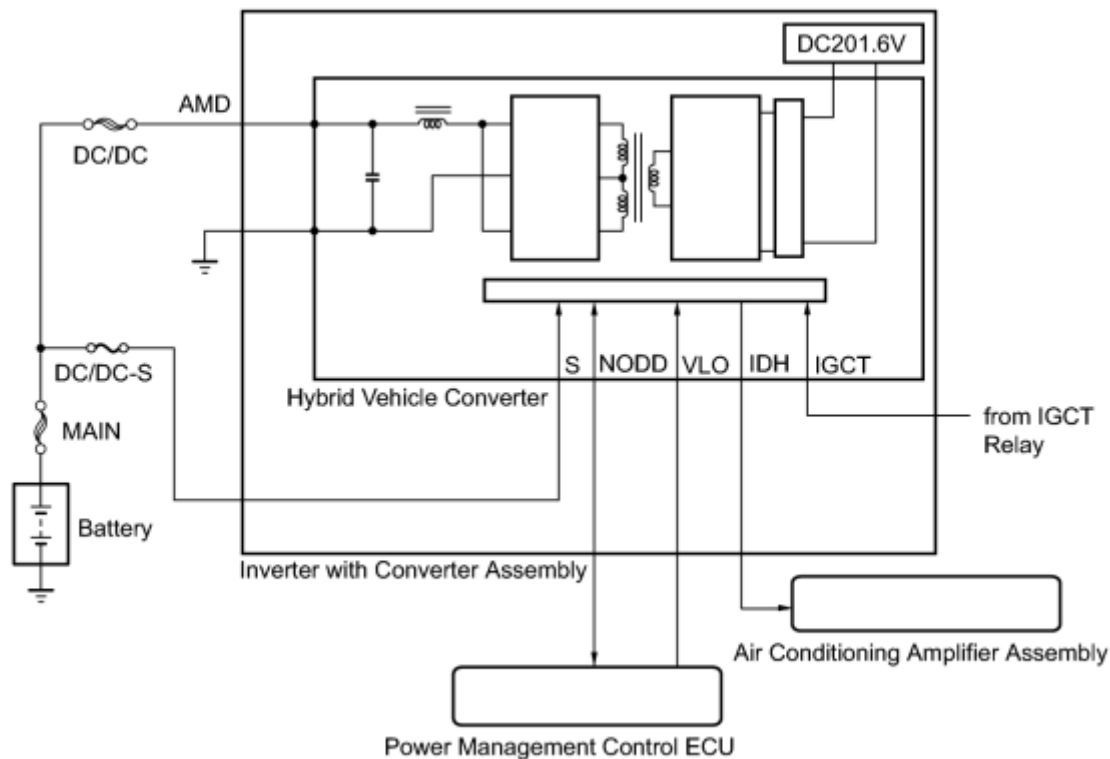 DC201.6V
AMD
DC/DC
S
NODD
VLO
IDH
IGCT
DC/DC-S
Hybrid Vehicle Converter
from IGCT
Relay
MAIN
Battery
Inverter with Converter Assembly
Air Conditioning Amplifier Assembly
Power Management Control ECU